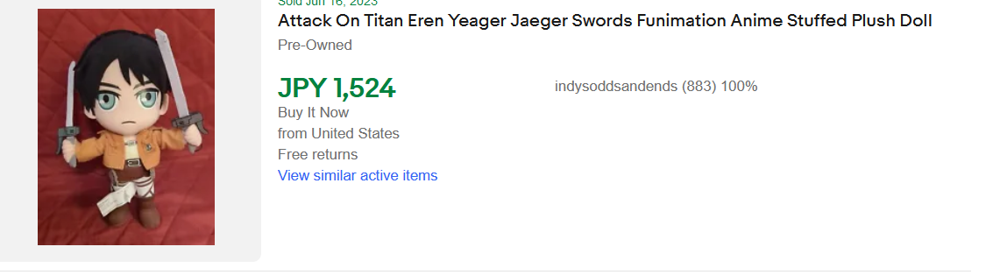 Sold Jun 16, 2023
Attack On Titan Eren Yeager Jaeger Swords Funimation Anime Stuffed Plush Doll
Pre-Owned
JPY 1,524
indysoddsandends (883) 100%
Buy It Now
from United States
Free returns
View similar active items